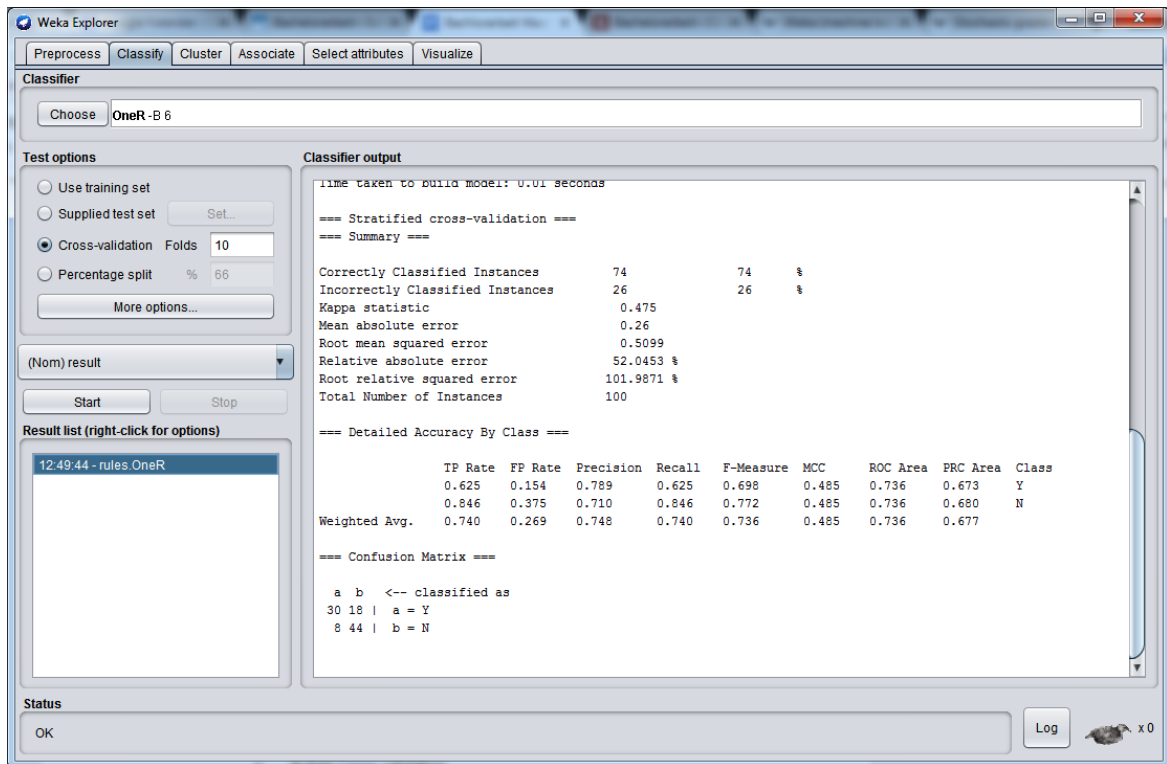 Weka Explorer
Preprocess Classify Cluster Associate Select attributes Visualize
Classifier
Choose OneR -B 6
Test options
Use training set
Supplied test set Set...
Cross-validation Folds 10
Percentage split % 66
More options...
(Nom) result
Start Stop
Result list (right-click for options)
12:49:44 - rules.OneR
Classifier output
Time taken to build model: 0.01 seconds
=== Stratified cross-validation ===
=== Summary ===
Correctly Classified Instances 74 74 %
Incorrectly Classified Instances 26 26 %
Kappa statistic 0.475
Mean absolute error 0.26
Root mean squared error 0.5099
Relative absolute error 52.0453 %
Root relative squared error 101.9871 %
Total Number of Instances 100
=== Detailed Accuracy By Class ===
TP Rate FP Rate Precision Recall F-Measure MCC ROC Area PRC Area Class
0.625 0.154 0.789 0.625 0.698 0.485 0.736 0.673 Y
0.846 0.375 0.710 0.846 0.772 0.485 0.736 0.680 N
Weighted Avg. 0.740 0.269 0.748 0.740 0.736 0.485 0.736 0.677
=== Confusion Matrix ===
a b <-- classified as
30 18 | a = Y
8 44 | b = N
Status
OK
Log
x 0